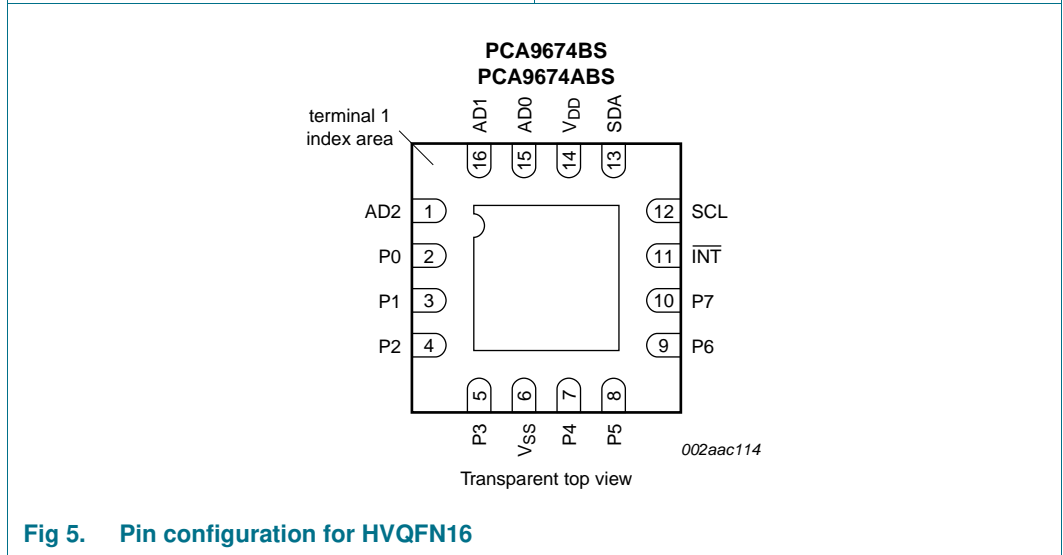 PCA9674BS
PCA9674ABS
terminal 1
index area
16 AD1
15 AD0
14 VDD
13 SDA
AD2 1
P0 2
P1 3
P2 4
12 SCL
11 INT
10 P7
9 P6
5 P3
6 VSS
7 P4
8 P5
002aac114
Transparent top view
Fig 5. Pin configuration for HVQFN16